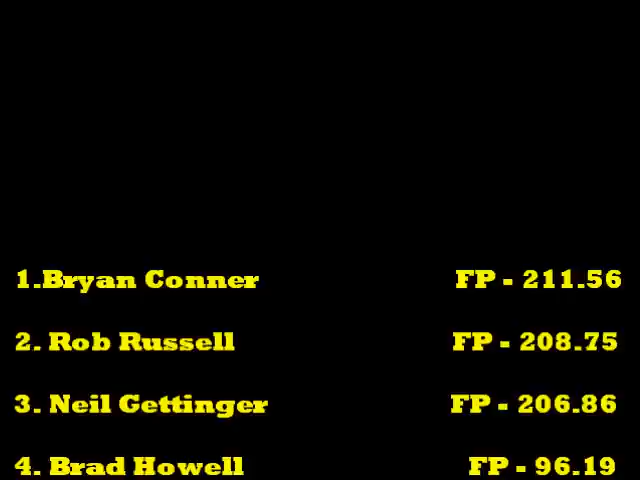 1.Bryan Conner FP - 211.56
2. Rob Russell FP - 208.75
3. Neil Gettinger FP - 206.86
4. Brad Howell FP - 96.19